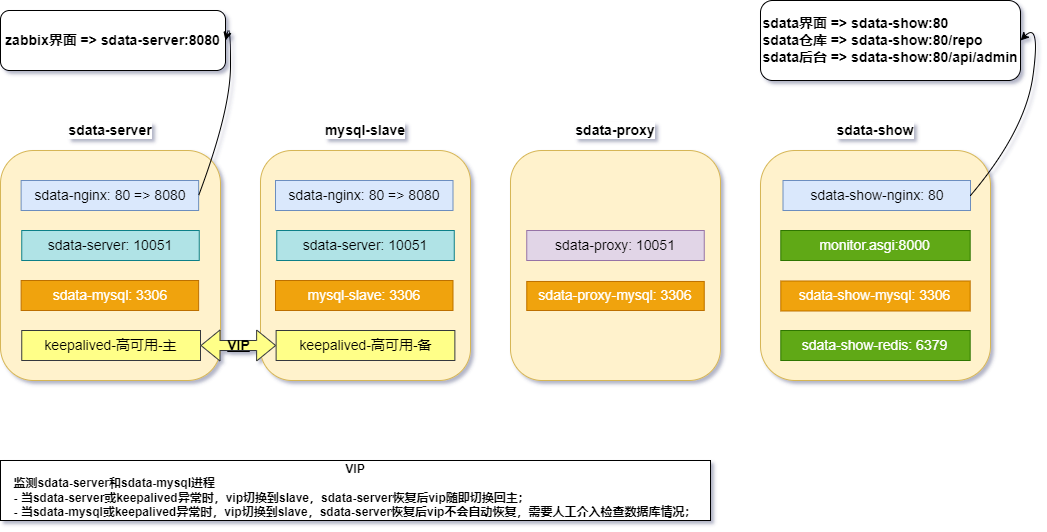 zabbix界面 => sdata-server:8080
sdata界面 => sdata-show:80
sdata仓库 => sdata-show:80/repo
sdata后台 => sdata-show:80/api/admin
sdata-server
mysql-slave
sdata-proxy
sdata-show
sdata-nginx: 80 => 8080
sdata-nginx: 80 => 8080
sdata-show-nginx: 80
sdata-server: 10051
sdata-server: 10051
sdata-proxy: 10051
monitor.asgi:8000
sdata-mysql: 3306
mysql-slave: 3306
sdata-proxy-mysql: 3306
sdata-show-mysql: 3306
keepalived-高可用-主
VIP
keepalived-高可用-备
sdata-show-redis: 6379
VIP
监测sdata-server和sdata-mysql进程
- 当sdata-server或keepalived异常时，vip切换到slave，sdata-server恢复后vip随即切换回主；
- 当sdata-mysql或keepalived异常时，vip切换到slave，sdata-server恢复后vip不会自动恢复，需要人工介入检查数据库情况；